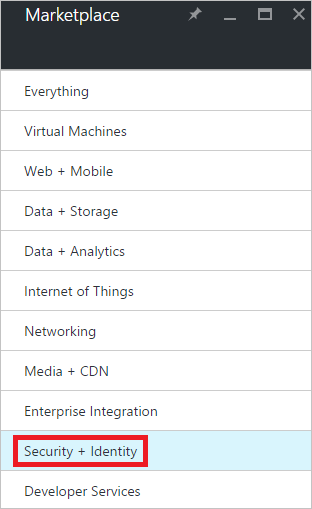 Marketplace
Everything
Virtual Machines
Web + Mobile
Data + Storage
Data + Analytics
Internet of Things
Networking
Media + CDN
Enterprise Integration
Security + Identity
Developer Services